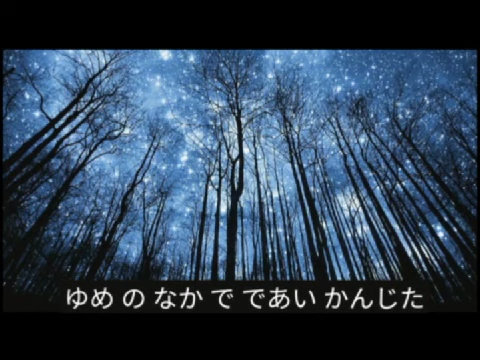 ゆめ の なか で であい かんじた